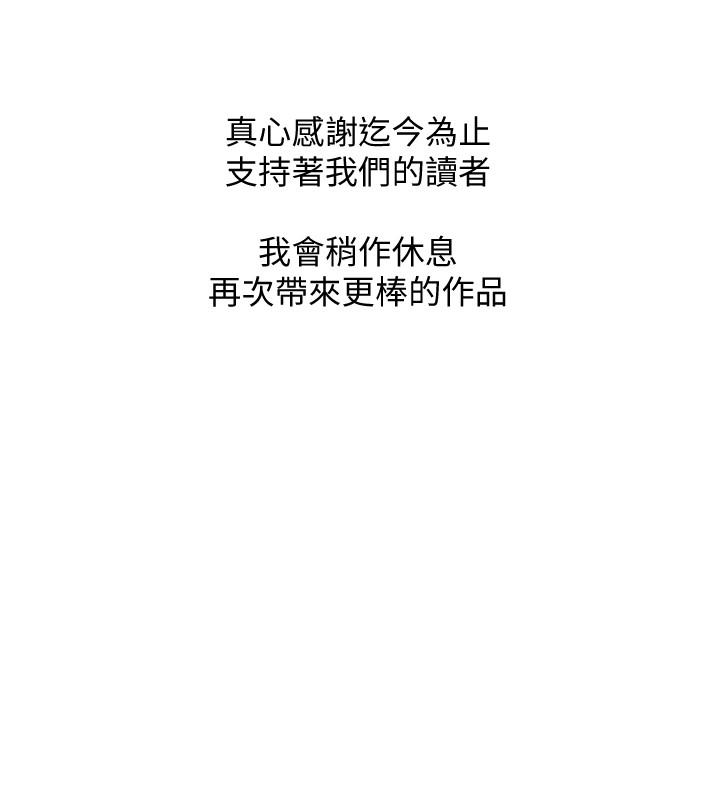 真心感謝迄今為止
支持著我們的讀者
我會稍作休息
再次帶來更棒的作品